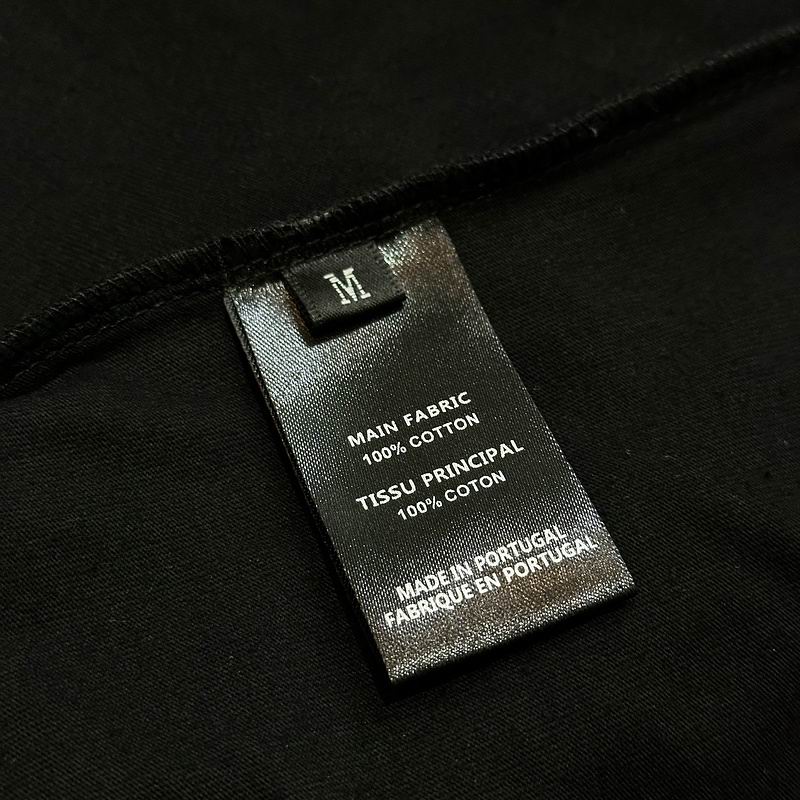 M
MAIN FABRIC
100% COTTON
TISSU PRINCIPAL
100% COTON
MADE IN PORTUGAL
FABRIQUE EN PORTUGAL